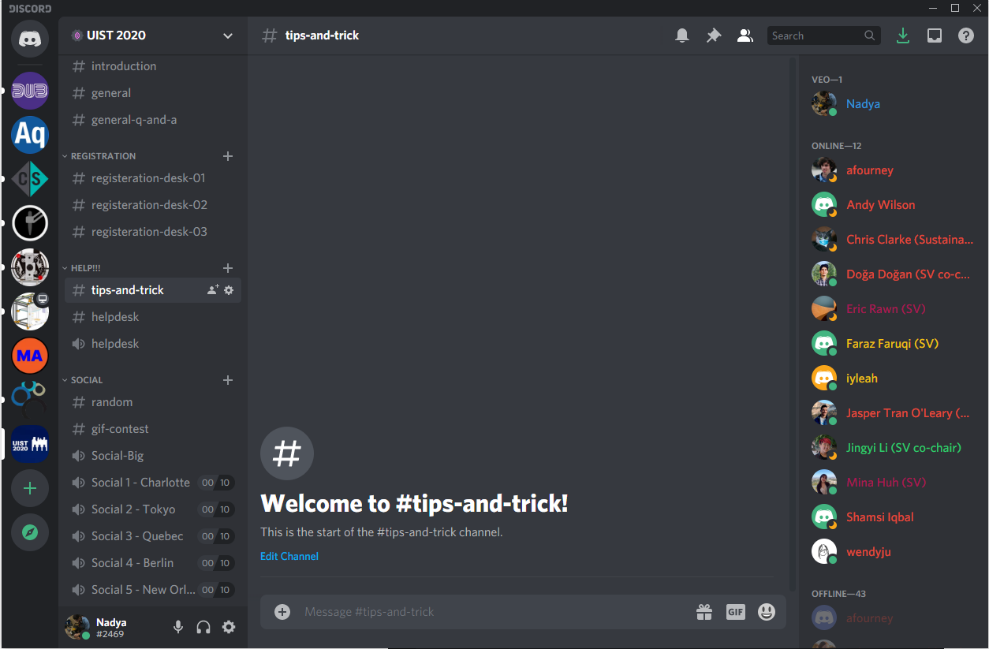 DISCORD
UIST 2020
introduction
general
general-q-and-a
REGISTRATION
registeration-desk-01
registeration-desk-02
registeration-desk-03
HELP!!!
tips-and-trick
helpdesk
helpdesk
SOCIAL
random
gif-contest
Social-Big
Social 1 - Charlotte 00 10
Social 2 - Tokyo 00 10
Social 3 - Quebec 00 10
Social 4 - Berlin 00 10
Social 5 - New Orl... 00 10
Nadya
#2469
DUB
Aq
CS
MA
UIST
2020
# tips-and-trick
Search
#
Welcome to #tips-and-trick!
This is the start of the #tips-and-trick channel.
Edit Channel
Message #tips-and-trick
GIF
VEO—1
Nadya
ONLINE—12
afourney
Andy Wilson
Chris Clarke (Sustaina...
Doğa Doğan (SV co-c...
Eric Rawn (SV)
Faraz Faruqi (SV)
iyleah
Jasper Tran O'Leary (...
Jingyi Li (SV co-chair)
Mina Huh (SV)
Shamsi Iqbal
wendyju
OFFLINE—43
afourney